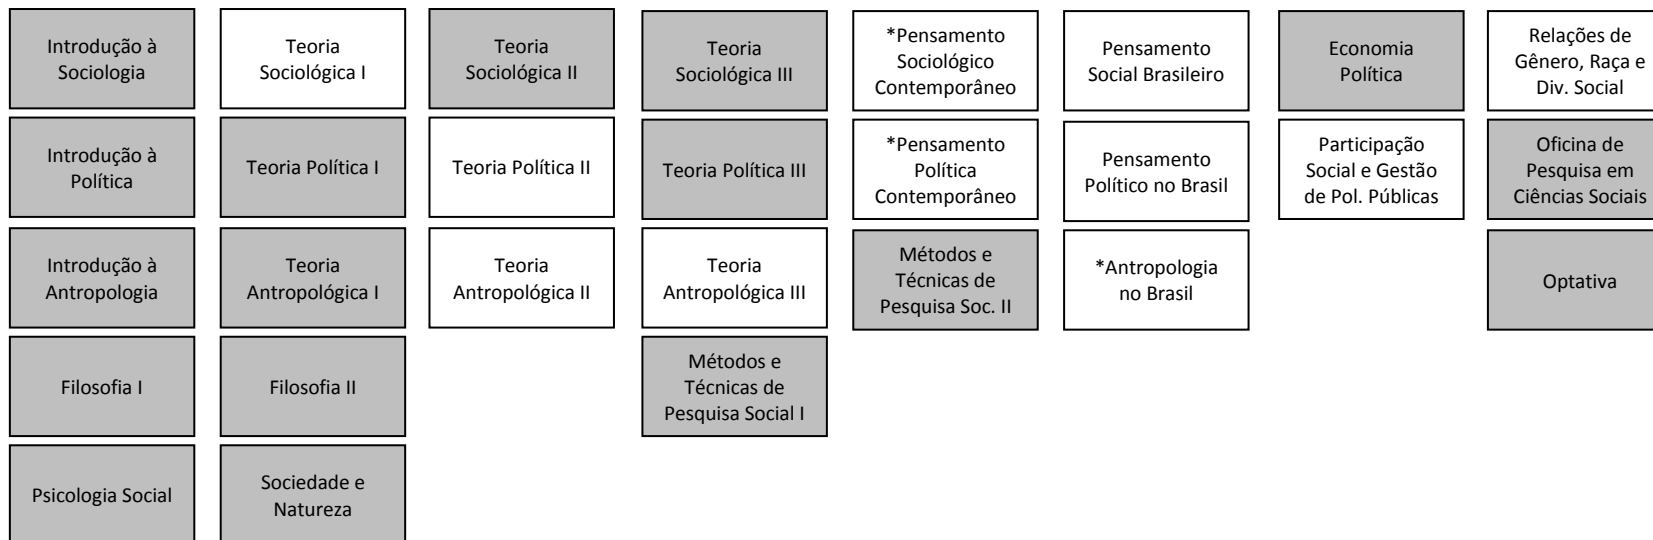 Introdução à
Sociologia
Teoria
Sociológica I
Teoria
Sociológica II
Teoria
Sociológica III
*Pensamento
Sociológico
Contemporâneo
Pensamento
Social Brasileiro
Economia
Política
Relações de
Gênero, Raça e
Div. Social
Introdução à
Política
Teoria Política I
Teoria Política II
Teoria Política III
*Pensamento
Política
Contemporâneo
Pensamento
Político no Brasil
Participação
Social e Gestão
de Pol. Públicas
Oficina de
Pesquisa em
Ciências Sociais
Introdução à
Antropologia
Teoria
Antropológica I
Teoria
Antropológica II
Teoria
Antropológica III
Métodos e
Técnicas de
Pesquisa Soc. II
*Antropologia
no Brasil
Optativa
Filosofia I
Filosofia II
Métodos e
Técnicas de
Pesquisa Social I
Psicologia Social
Sociedade e
Natureza